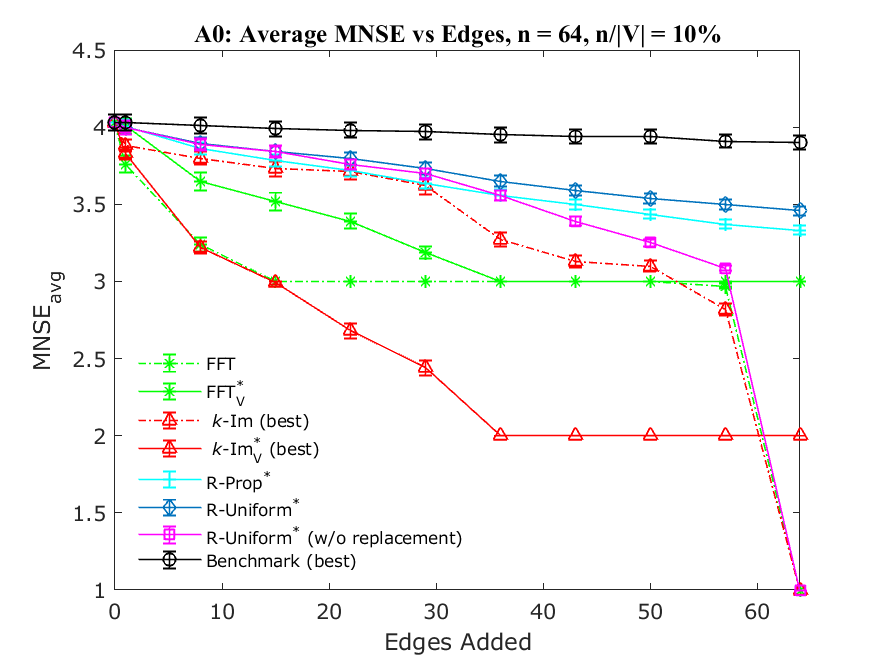 A0: Average MNSE vs Edges, n = 64, n/|V| = 10%
4.5
4
3.5
3
2.5
2
1.5
1
MNSE_avg
FFT
FFT*_V
k-Im (best)
k-Im*_V (best)
R-Prop*
R-Uniform*
R-Uniform* (w/o replacement)
Benchmark (best)
0 10 20 30 40 50 60
Edges Added